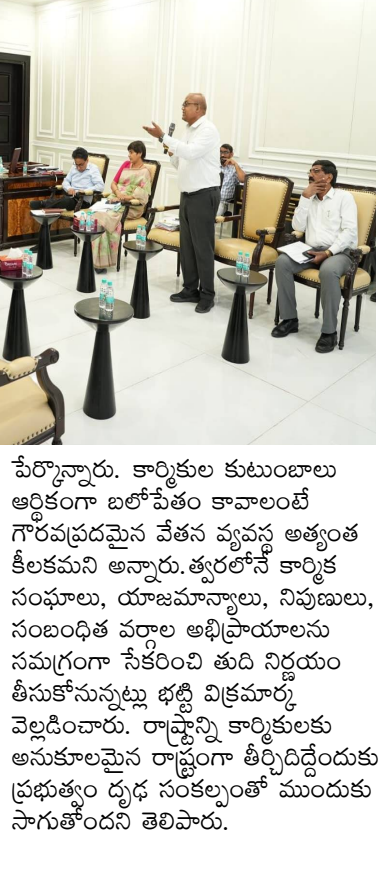 పేర్కొన్నారు. కార్మికుల కుటుంబాలు
ఆర్థికంగా బలోపేతం కావాలంటే
గౌరవప్రదమైన వేతన వ్యవస్థ అత్యంత
కీలకమని అన్నారు.త్వరలోనే కార్మిక
సంఘాలు, యాజమాన్యాలు, నిపుణులు,
సంబంధిత వర్గాల అభిప్రాయాలను
సమగ్రంగా సేకరించి తుది నిర్ణయం
తీసుకోనున్నట్లు భట్టి విక్రమార్క
వెల్లడించారు. రాష్ట్రాన్ని కార్మికులకు
అనుకూలమైన రాష్ట్రంగా తీర్చిదిద్దేందుకు
ప్రభుత్వం దృఢ సంకల్పంతో ముందుకు
సాగుతోందని తెలిపారు.